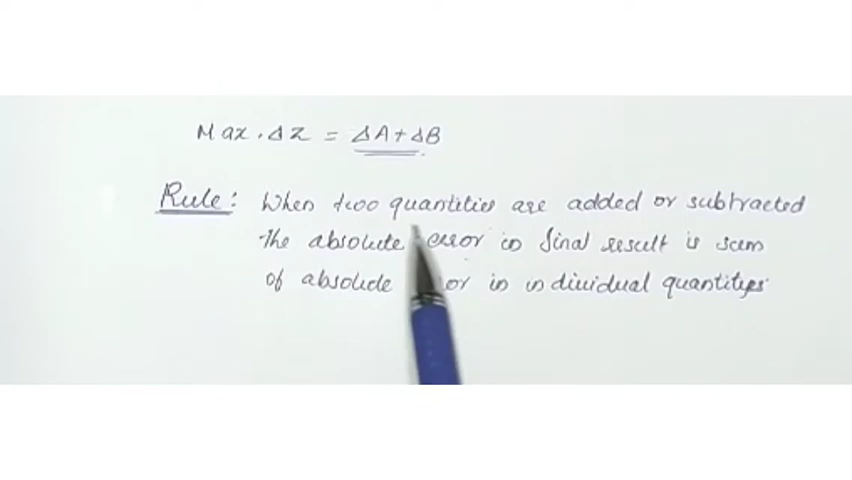 Max. ΔZ = ΔA+ΔB
Rule: When two quantities are added or subtracted
the absolute error in final result is sum
of absolute in individual quantities